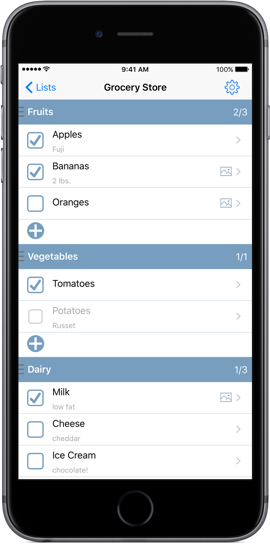 9:41 AM 100%
Lists Grocery Store
Fruits 2/3
Apples
Fuji
Bananas
2 lbs.
Oranges
Vegetables 1/1
Tomatoes
Potatoes
Russet
Dairy 1/3
Milk
low fat
Cheese
cheddar
Ice Cream
chocolate!